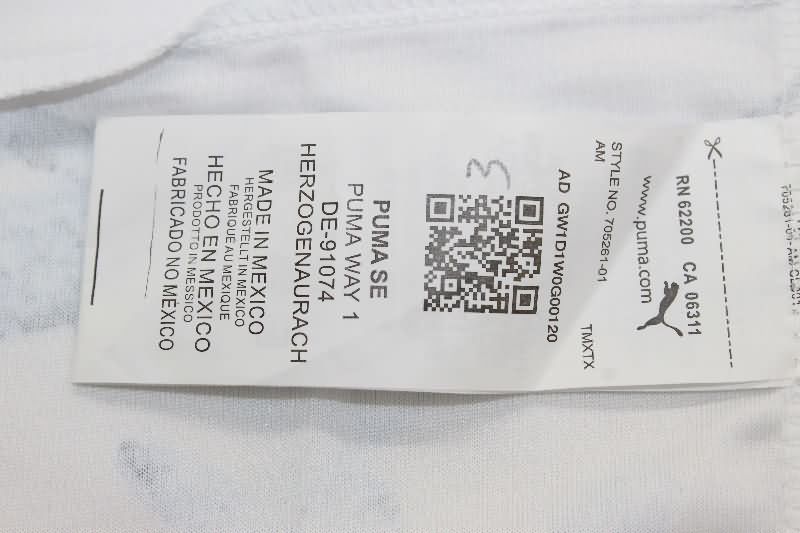 RN 62200 CA 06311
www.puma.com
STYLE NO. 705261-01
AM TMXTX
AD GW1D1W0G00120
3
PUMA SE
PUMA WAY 1
DE-91074
HERZOGENAURACH
MADE IN MEXICO
HERGESTELLT IN MEXICO
FABRIQUE AU MEXIQUE
HECHO EN MEXICO
PRODOTTO IN MESSICO
FABRICADO NO MÉXICO